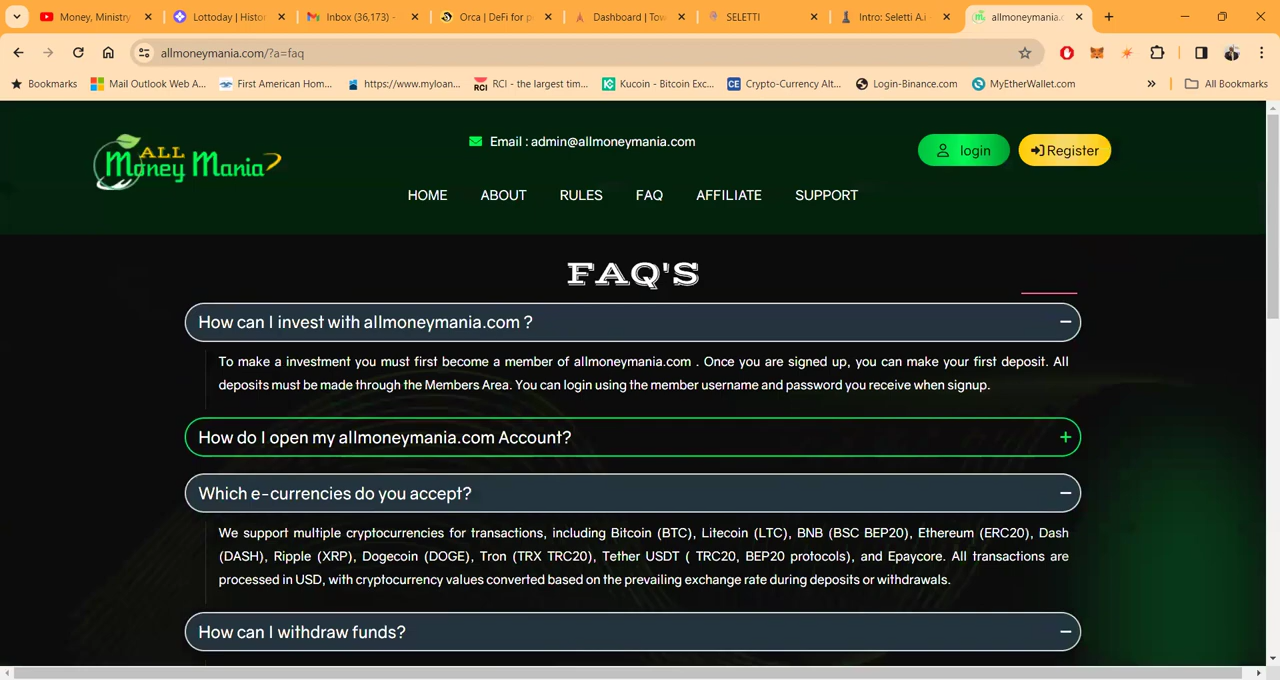 Money, Ministry
Lottoday | Histor
Inbox (36,173) -
Orca | DeFi for p
Dashboard | Tow
SELETTI
Intro: Seletti A.i
allmoneymania.c
allmoneymania.com/?a=faq
Bookmarks
Mail Outlook Web A...
First American Hom...
https://www.myloan...
RCI RCI - the largest tim...
Kucoin - Bitcoin Exc...
CE Crypto-Currency Alt...
Login-Binance.com
MyEtherWallet.com
»
All Bookmarks
ALL
Money Mania
Email : admin@allmoneymania.com
login
Register
HOME
ABOUT
RULES
FAQ
AFFILIATE
SUPPORT
FAQ'S
How can I invest with allmoneymania.com ?
To make a investment you must first become a member of allmoneymania.com . Once you are signed up, you can make your first deposit. All
deposits must be made through the Members Area. You can login using the member username and password you receive when signup.
How do I open my allmoneymania.com Account?
Which e-currencies do you accept?
We support multiple cryptocurrencies for transactions, including Bitcoin (BTC), Litecoin (LTC), BNB (BSC BEP20), Ethereum (ERC20), Dash
(DASH), Ripple (XRP), Dogecoin (DOGE), Tron (TRX TRC20), Tether USDT ( TRC20, BEP20 protocols), and Epaycore. All transactions are
processed in USD, with cryptocurrency values converted based on the prevailing exchange rate during deposits or withdrawals.
How can I withdraw funds?